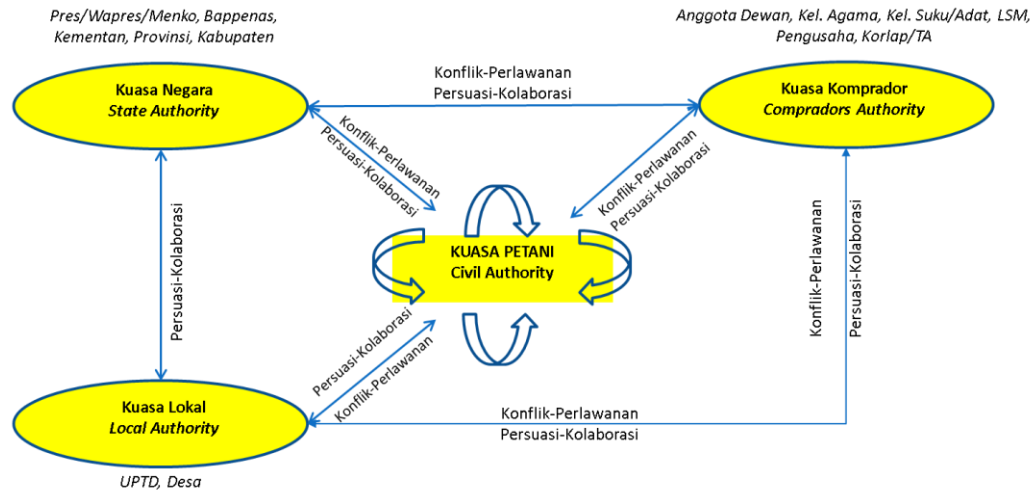 Pres/Wapres/Menko, Bappenas,
Kementan, Provinsi, Kabupaten
Anggota Dewan, Kel. Agama, Kel. Suku/Adat, LSM,
Pengusaha, Korlap/TA
Kuasa Negara
State Authority
Konflik-Perlawanan
Persuasi-Kolaborasi
Kuasa Komprador
Compradors Authority
Konflik-Perlawanan
Persuasi-Kolaborasi
Konflik-Perlawanan
Persuasi-Kolaborasi
Persuasi-Kolaborasi
KUASA PETANI
Civil Authority
Konflik-Perlawanan
Persuasi-Kolaborasi
Persuasi-Kolaborasi
Konflik-Perlawanan
Kuasa Lokal
Local Authority
Konflik-Perlawanan
Persuasi-Kolaborasi
UPTD, Desa